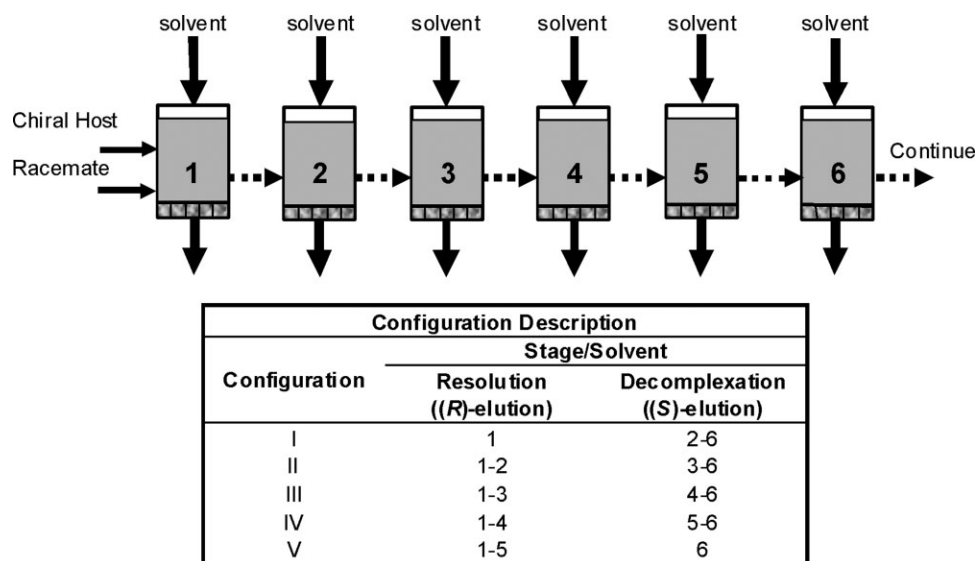 solvent solvent solvent solvent solvent solvent
Chiral Host
Racemate
1 2 3 4 5 6
Continue
Configuration Description
Stage/Solvent
Configuration Resolution Decomplexation
((R)-elution) ((S)-elution)
I 1 2-6
II 1-2 3-6
III 1-3 4-6
IV 1-4 5-6
V 1-5 6